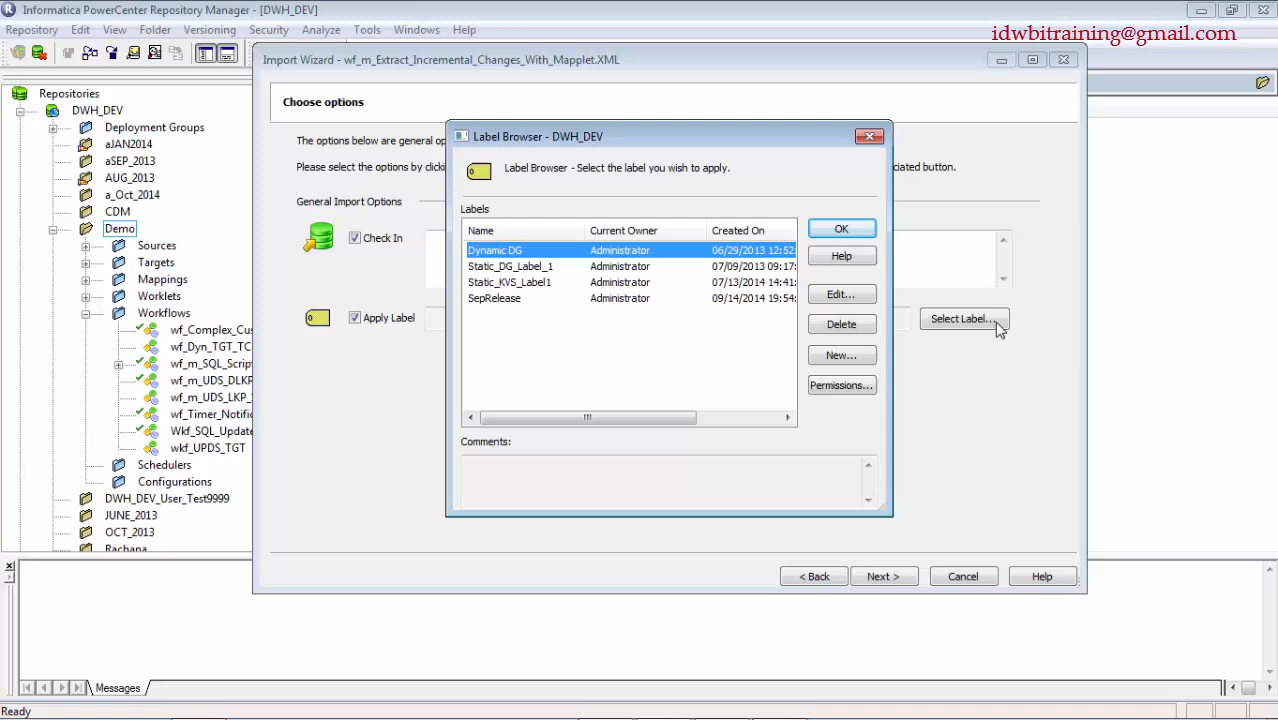 Informatica PowerCenter Repository Manager - [DWH_DEV]
idwbitraining@gmail.com
Repository Edit View Folder Versioning Security Analyze Tools Windows Help
Import Wizard - wf_m_Extract_Incremental_Changes_With_Mapplet.XML
Choose options
The options below are general op
Please select the options by clicki
ociated button.
General Import Options
Check In
Apply Label
Select Label...
< Back
Next >
Cancel
Help
Label Browser - DWH_DEV
Label Browser - Select the label you wish to apply.
Labels
Name Current Owner Created On
Dynamic DG Administrator 06/29/2013 12:52:
Static_DG_Label_1 Administrator 07/09/2013 09:17:
Static_KVS_Label1 Administrator 07/13/2014 14:41:
SepRelease Administrator 09/14/2014 19:54:
OK
Help
Edit...
Delete
New...
Permissions...
Comments:
Repositories
DWH_DEV
Deployment Groups
aJAN2014
aSEP_2013
AUG_2013
a_Oct_2014
CDM
Demo
Sources
Targets
Mappings
Worklets
Workflows
wf_Complex_Cus
wf_Dyn_TGT_TC
wf_m_SQL_Script
wf_m_UDS_DLKP
wf_m_UDS_LKP_
wf_Timer_Notific
Wkf_SQL_Update
wkf_UPDS_TGT
Schedulers
Configurations
DWH_DEV_User_Test9999
JUNE_2013
OCT_2013
Rachana
Messages
Ready